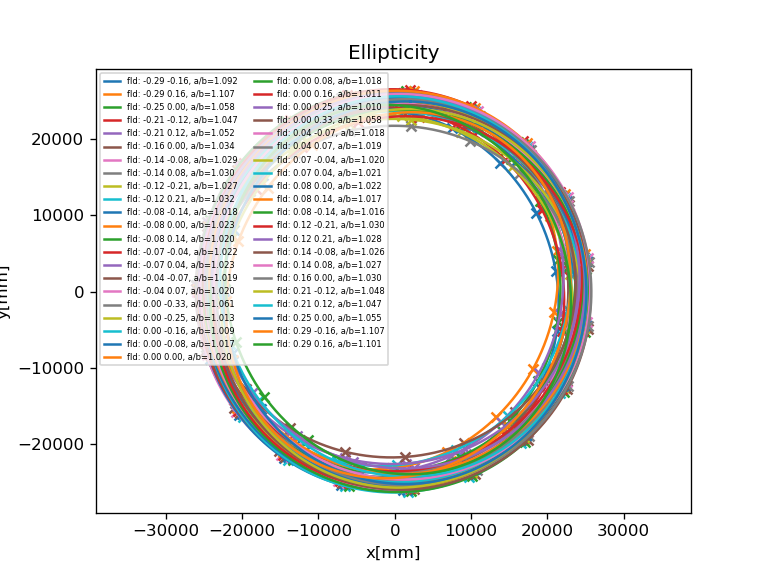 Ellipticity
fld: -0.29 -0.16, a/b=1.092
fld: -0.29 0.16, a/b=1.107
fld: -0.25 0.00, a/b=1.058
fld: -0.21 -0.12, a/b=1.047
fld: -0.21 0.12, a/b=1.052
fld: -0.16 0.00, a/b=1.034
fld: -0.14 -0.08, a/b=1.029
fld: -0.14 0.08, a/b=1.030
fld: -0.12 -0.21, a/b=1.027
fld: -0.12 0.21, a/b=1.032
fld: -0.08 -0.14, a/b=1.018
fld: -0.08 0.00, a/b=1.023
fld: -0.08 0.14, a/b=1.020
fld: -0.07 -0.04, a/b=1.022
fld: -0.07 0.04, a/b=1.023
fld: -0.04 -0.07, a/b=1.019
fld: -0.04 0.07, a/b=1.020
fld: 0.00 -0.33, a/b=1.061
fld: 0.00 -0.25, a/b=1.013
fld: 0.00 -0.16, a/b=1.009
fld: 0.00 -0.08, a/b=1.017
fld: 0.00 0.00, a/b=1.020
fld: 0.00 0.08, a/b=1.018
fld: 0.00 0.16, a/b=1.011
fld: 0.00 0.25, a/b=1.010
fld: 0.00 0.33, a/b=1.058
fld: 0.04 -0.07, a/b=1.018
fld: 0.04 0.07, a/b=1.019
fld: 0.07 -0.04, a/b=1.020
fld: 0.07 0.04, a/b=1.021
fld: 0.08 0.00, a/b=1.022
fld: 0.08 0.14, a/b=1.017
fld: 0.08 -0.14, a/b=1.016
fld: 0.12 -0.21, a/b=1.030
fld: 0.12 0.21, a/b=1.028
fld: 0.14 -0.08, a/b=1.026
fld: 0.14 0.08, a/b=1.027
fld: 0.16 0.00, a/b=1.030
fld: 0.21 -0.12, a/b=1.048
fld: 0.21 0.12, a/b=1.047
fld: 0.25 0.00, a/b=1.055
fld: 0.29 -0.16, a/b=1.107
fld: 0.29 0.16, a/b=1.101
20000
10000
0
−10000
−20000
y[mm]
−30000
−20000
−10000
0
10000
20000
30000
x[mm]